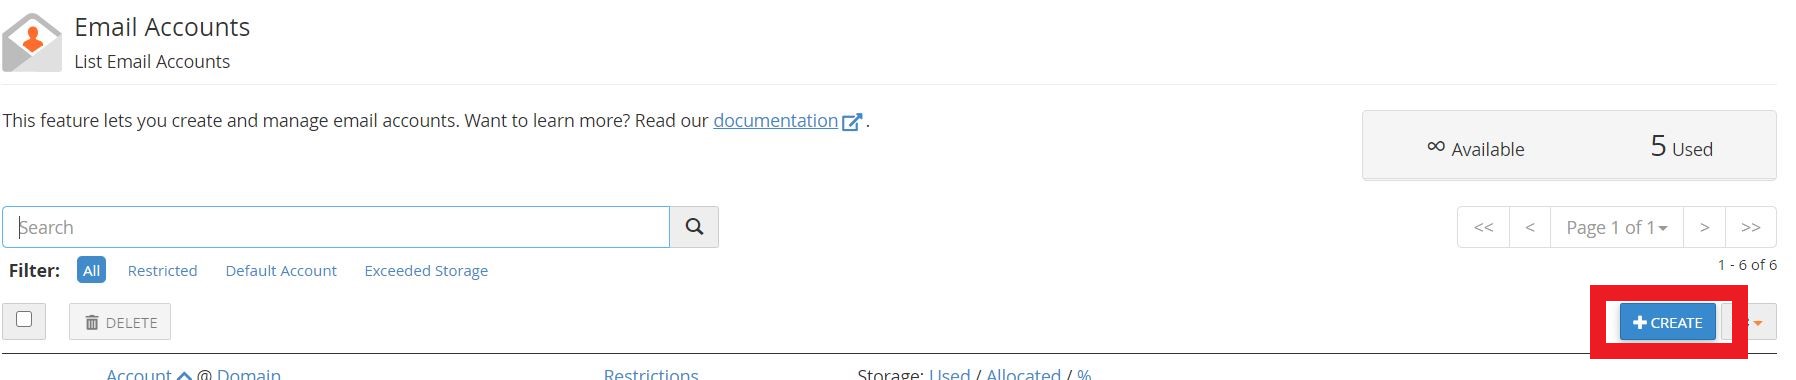 Email Accounts
List Email Accounts
This feature lets you create and manage email accounts. Want to learn more? Read our documentation.
∞ Available 5 Used
Search
<< < Page 1 of 1 > >>
Filter: All Restricted Default Account Exceeded Storage
1 - 6 of 6
DELETE
+ CREATE
Account @ Domain Restrictions Storage: Used / Allocated / %